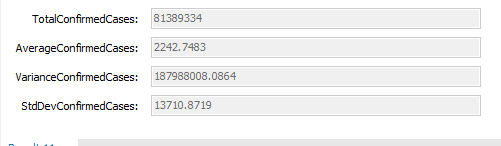 TotalConfirmedCases: 81389334
AverageConfirmedCases: 2242.7483
VarianceConfirmedCases: 187988008.0864
StdDevConfirmedCases: 13710.8719